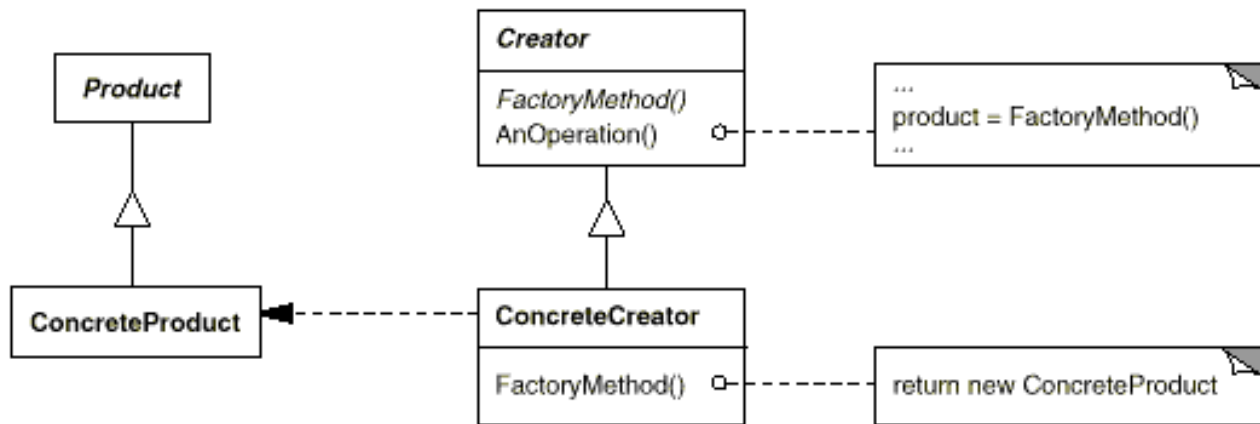 Product
ConcreteProduct
Creator
FactoryMethod()
AnOperation()
...
product = FactoryMethod()
...
ConcreteCreator
FactoryMethod()
return new ConcreteProduct